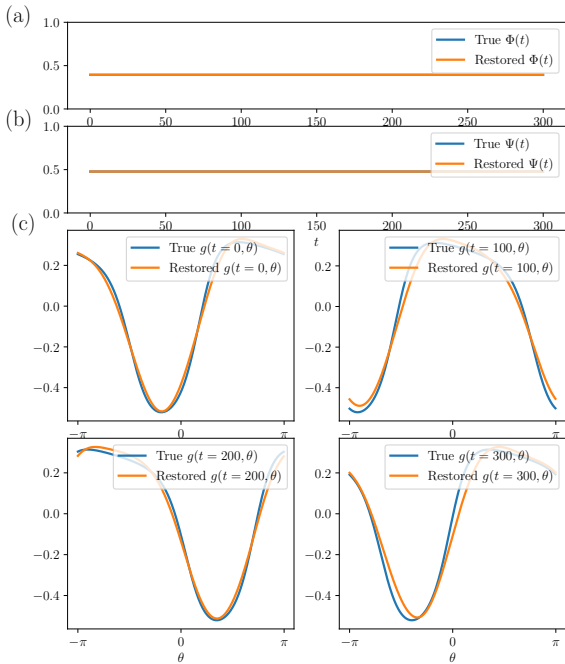 (a)
1.0
0.5
0.0
True Φ(t)
Restored Φ(t)
0 50 100 150 200 250 300
(b)
1.0
0.5
0.0
True Ψ(t)
Restored Ψ(t)
0 50 100 150 200 250 300
t
(c)
0.2
0.0
−0.2
−0.4
True g(t = 0, θ)
Restored g(t = 0, θ)
−π 0 π
0.2
0.0
−0.2
−0.4
True g(t = 100, θ)
Restored g(t = 100, θ)
−π 0 π
0.2
0.0
−0.2
−0.4
True g(t = 200, θ)
Restored g(t = 200, θ)
−π 0 π
θ
0.2
0.0
−0.2
−0.4
True g(t = 300, θ)
Restored g(t = 300, θ)
−π 0 π
θ